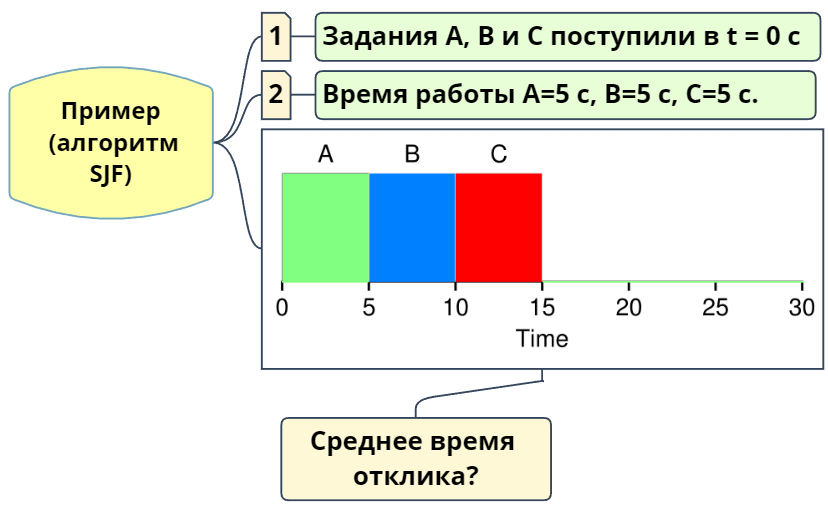 Пример
(алгоритм
SJF)
1
Задания A, B и C поступили в t = 0 с
2
Время работы A=5 с, B=5 с, C=5 с.
A B C
0 5 10 15 20 25 30
Time
Среднее время
отклика?